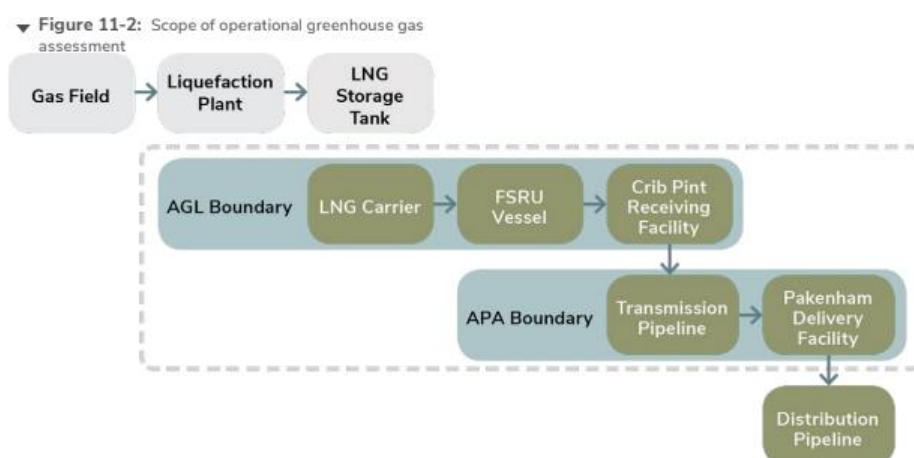 Figure 11-2: Scope of operational greenhouse gas
assessment
Gas Field
Liquefaction
Plant
LNG
Storage
Tank
AGL Boundary
LNG Carrier
FSRU
Vessel
Crib Pint
Receiving
Facility
APA Boundary
Transmission
Pipeline
Pakenham
Delivery
Facility
Distribution
Pipeline